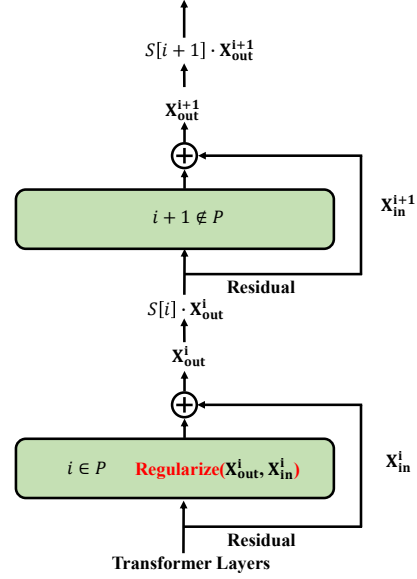 S[i + 1] · X_out^{i+1}
X_out^{i+1}
X_in^{i+1}
i + 1 ∉ P
Residual
S[i] · X_out^i
X_out^i
i ∈ P Regularize(X_out^i, X_in^i)
X_in^i
Residual
Transformer Layers